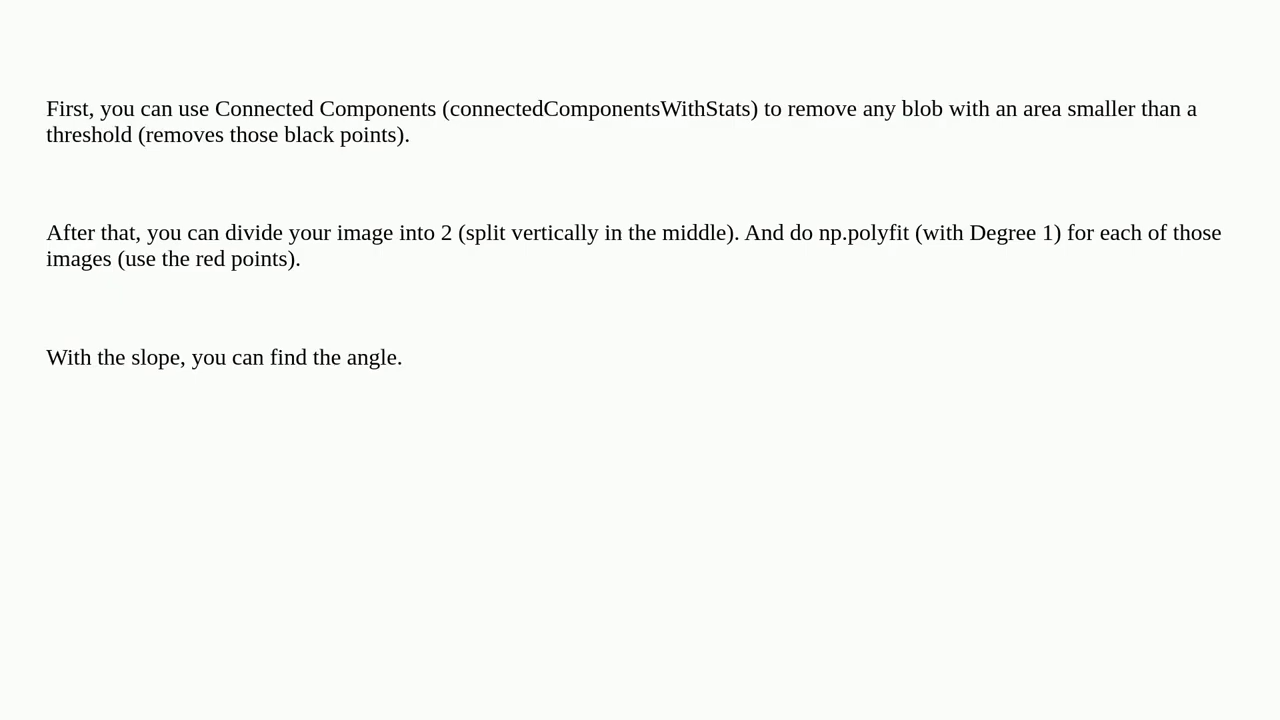 First, you can use Connected Components (connectedComponentsWithStats) to remove any blob with an area smaller than a
threshold (removes those black points).
After that, you can divide your image into 2 (split vertically in the middle). And do np.polyfit (with Degree 1) for each of those
images (use the red points).
With the slope, you can find the angle.